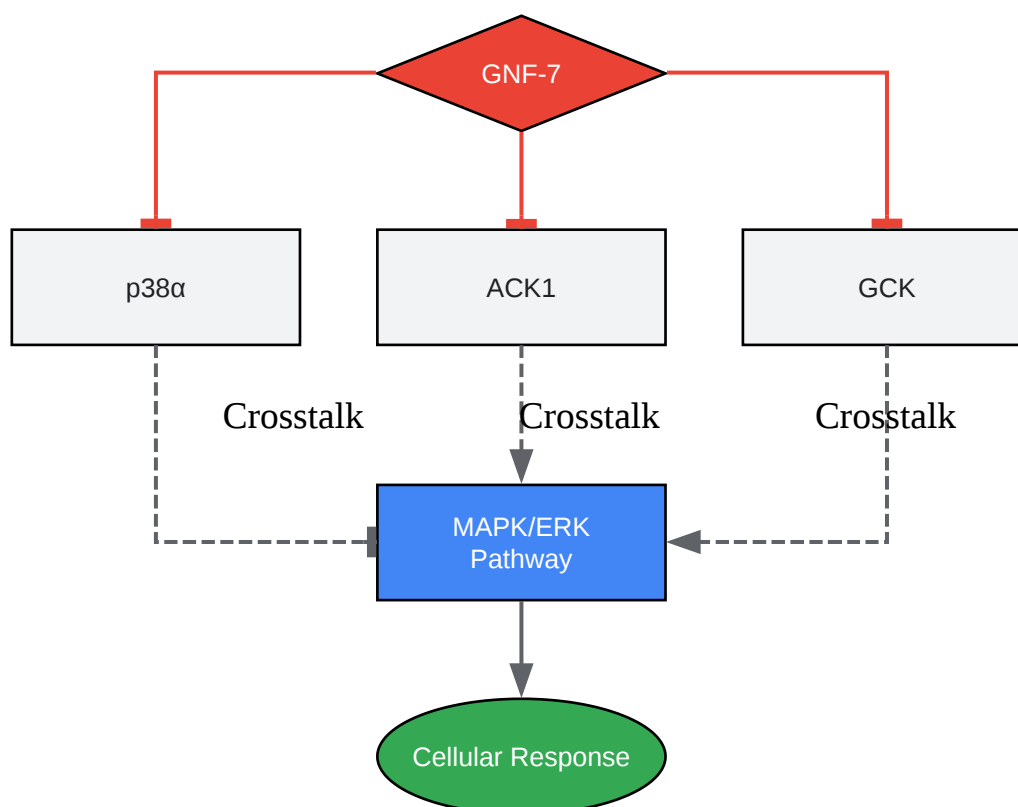 GNF-7
p38α
ACK1
GCK
Crosstalk
Crosstalk
Crosstalk
MAPK/ERK
Pathway
Cellular Response